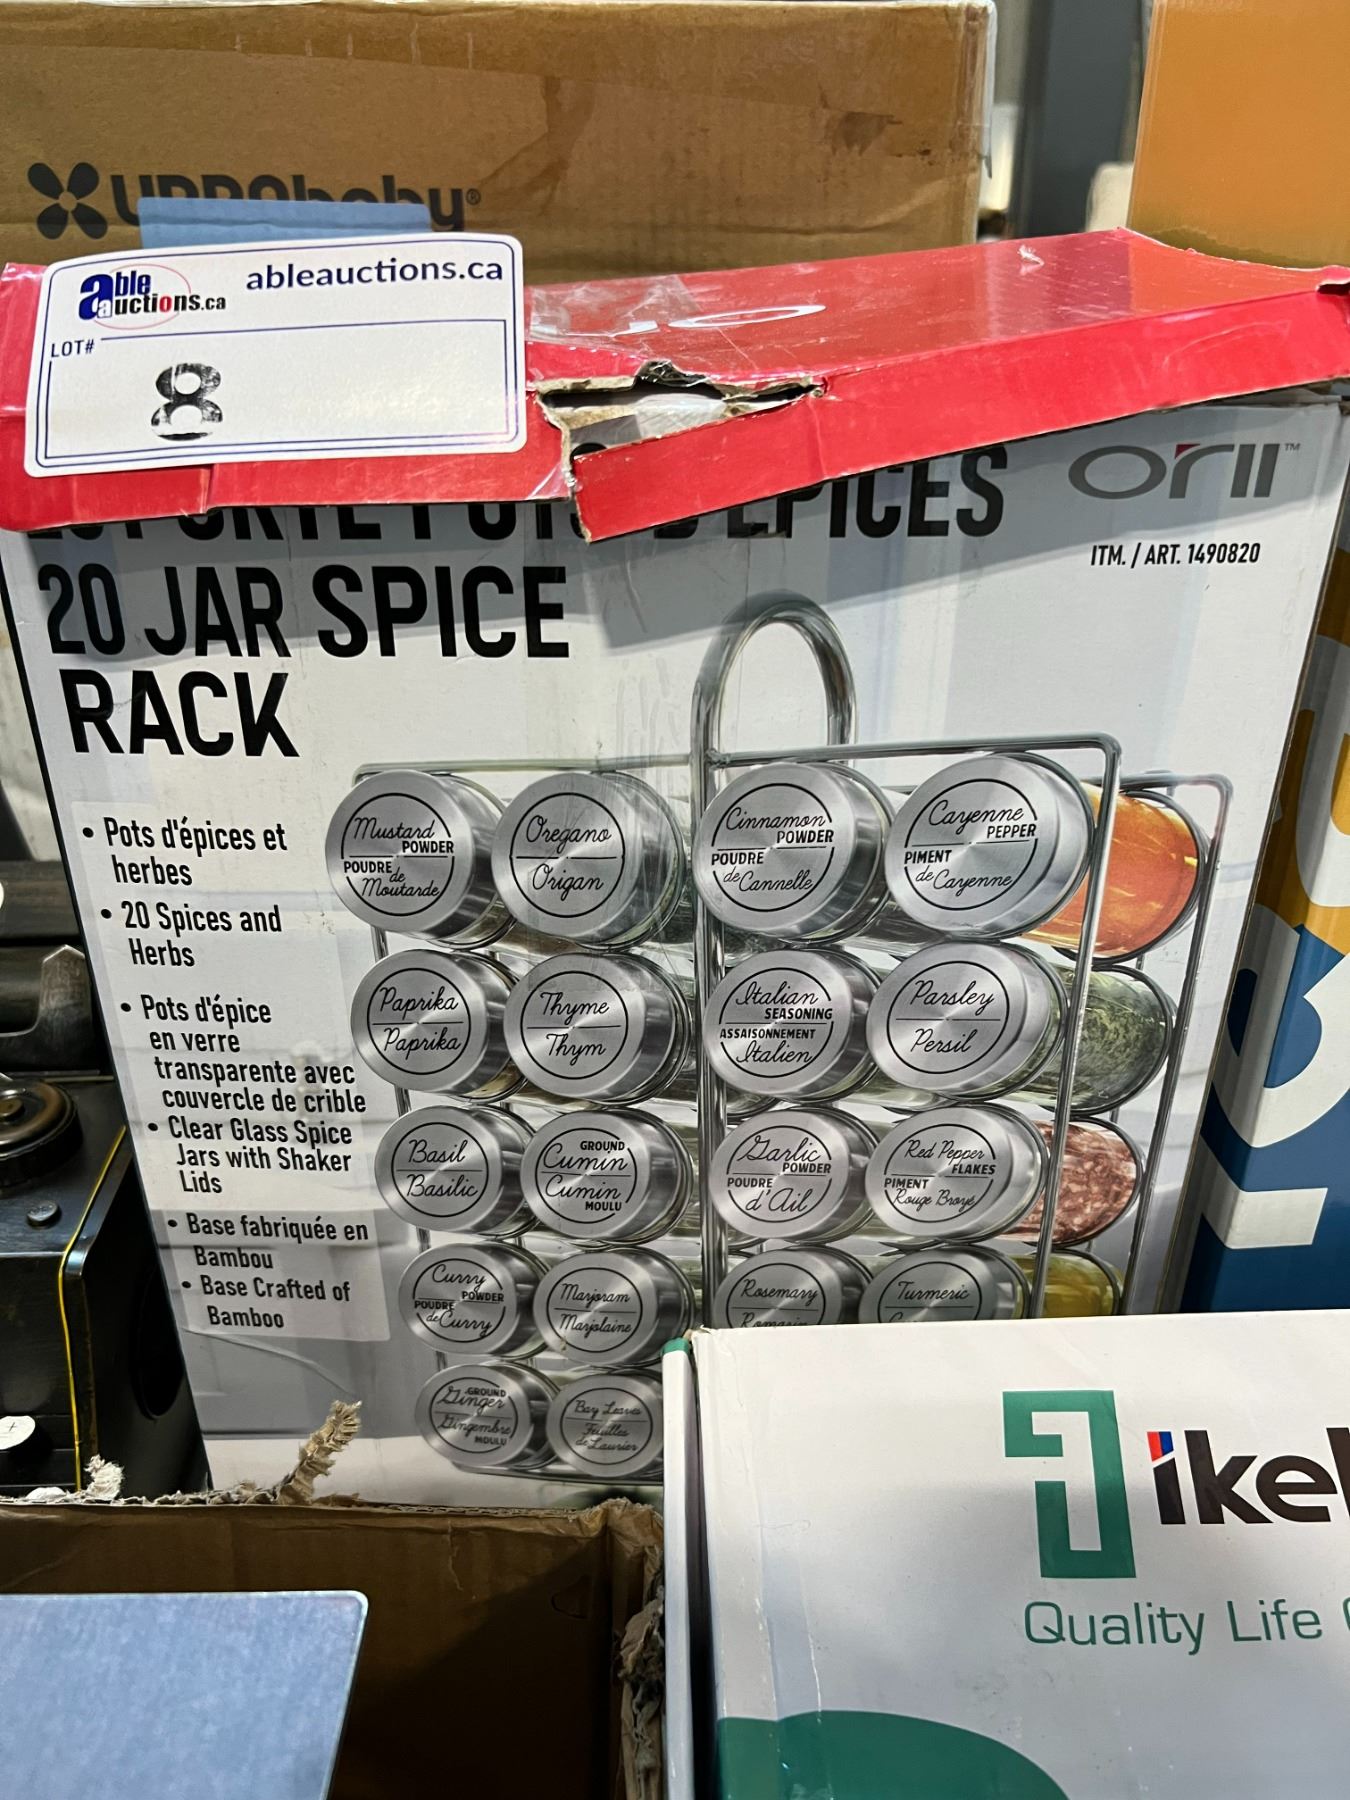 UPPAbaby®
able auctions.ca
ableauctions.ca
LOT#
8
D'ÉPICES
orii™
ITM. / ART. 1490820
20 JAR SPICE
RACK
• Pots d'épices et
herbes
• 20 Spices and
Herbs
• Pots d'épice
en verre
transparente avec
couvercle de crible
• Clear Glass Spice
Jars with Shaker
Lids
• Base fabriquée en
Bambou
• Base Crafted of
Bamboo
Mustard
POWDER
POUDRE
de
Moutarde
Oregano
Origan
Cinnamon
POWDER
POUDRE
de Cannelle
Cayenne
PEPPER
PIMENT
de Cayenne
Paprika
Paprika
Thyme
Thym
Italian
SEASONING
ASSAISONNEMENT
Italien
Parsley
Persil
Basil
Basilic
GROUND
Cumin
Cumin
MOULU
Garlic
POWDER
POUDRE
d'Ail
Red Pepper
FLAKES
PIMENT
Rouge Broyé
Curry
POWDER
POUDRE
de Curry
Marjoram
Marjolaine
Rosemary
Romarin
Turmeric
GROUND
Ginger
Gingembre
MOULU
Bay Leaves
Feuilles
de Laurier
Quality Life